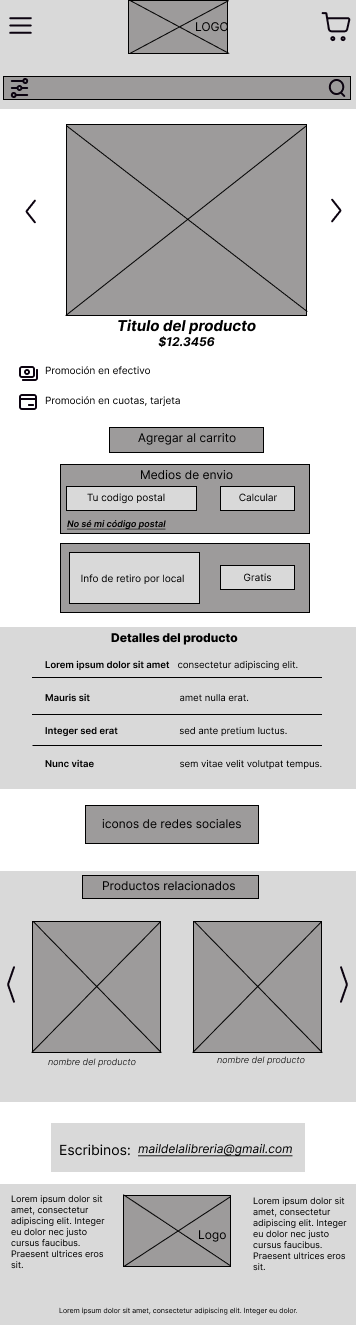 LOGO
Titulo del producto
$12.3456
Promoción en efectivo
Promoción en cuotas, tarjeta
Agregar al carrito
Medios de envio
Tu codigo postal
Calcular
No sé mi código postal
Info de retiro por local
Gratis
Detalles del producto
Lorem ipsum dolor sit amet consectetur adipiscing elit.
Mauris sit amet nulla erat.
Integer sed erat sed ante pretium luctus.
Nunc vitae sem vitae velit volutpat tempus.
iconos de redes sociales
Productos relacionados
nombre del producto
nombre del producto
Escribinos: maildelalibreria@gmail.com
Lorem ipsum dolor sit
amet, consectetur
adipiscing elit. Integer
eu dolor nec justo
cursus faucibus.
Praesent ultrices eros
sit.
Logo
Lorem ipsum dolor sit
amet, consectetur
adipiscing elit. Integer
eu dolor nec justo
cursus faucibus.
Praesent ultrices eros
sit.
Lorem ipsum dolor sit amet, consectetur adipiscing elit. Integer eu dolor.